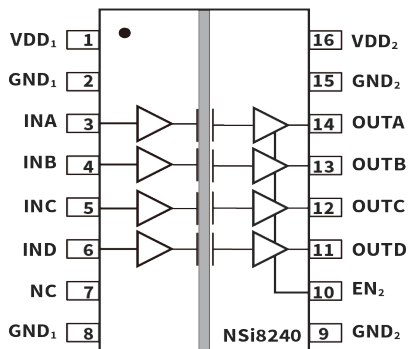 VDD₁ 1 16 VDD₂
GND₁ 2 15 GND₂
INA 3 14 OUTA
INB 4 13 OUTB
INC 5 12 OUTC
IND 6 11 OUTD
NC 7 10 EN₂
GND₁ 8 NSi8240 9 GND₂